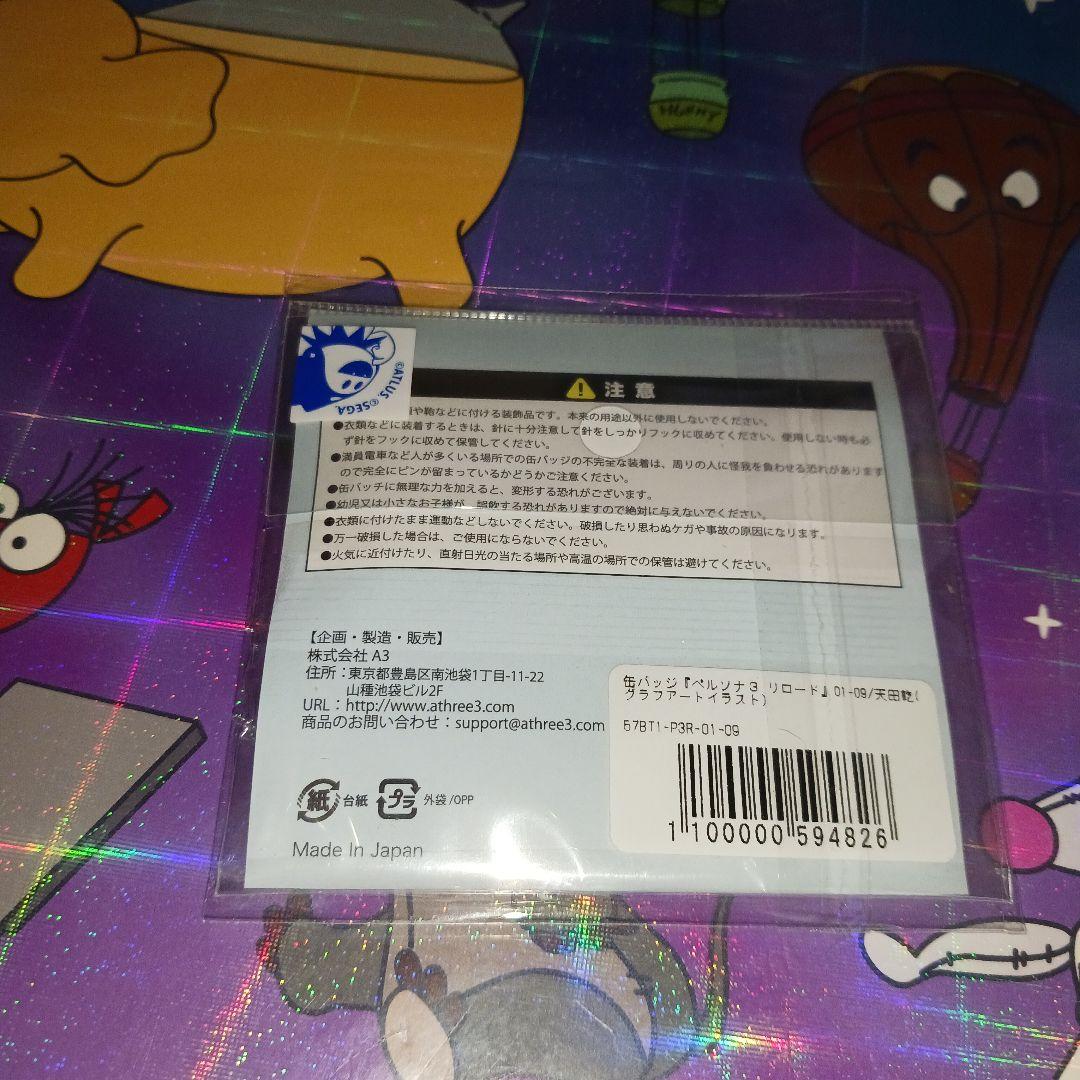 ©ATLUS. ©SEGA.
注意
や鞄などに付ける装飾品です。本来の用途以外に使用しないでください。
●衣類などに装着するときは、針に十分注意して針をしっかりフックに収めてください。使用しない時も必
ず針をフックに収めて保管してください。
●満員電車など人が多くいる場所での缶バッジの不完全な装着は、周りの人に怪我を負わせる恐れがあります
ので完全にピンが留まっているかどうかご注意ください。
●缶バッチに無理な力を加えると、変形する恐れがございます。
●幼児又は小さなお子様が、誤飲する恐れがありますので絶対に与えないでください。
●衣類に付けたまま運動などしないでください。破損したり思わぬケガや事故の原因になります。
●万一破損した場合は、ご使用にならないでください。
●火気に近付けたり、直射日光の当たる場所や高温の場所での保管は避けてください。
【企画・製造・販売】
株式会社 A3
住所：東京都豊島区南池袋1丁目-11-22
山種池袋ビル2F
URL：http://www.athree3.com
商品のお問い合わせ：support@athree3.com
紙 台紙 プラ 外袋/OPP
Made In Japan
缶バッジ『ペルソナ３ リロード』01-09/天田乾(
グラフアートイラスト)
57BT1-P3R-01-09
1 100000 594826